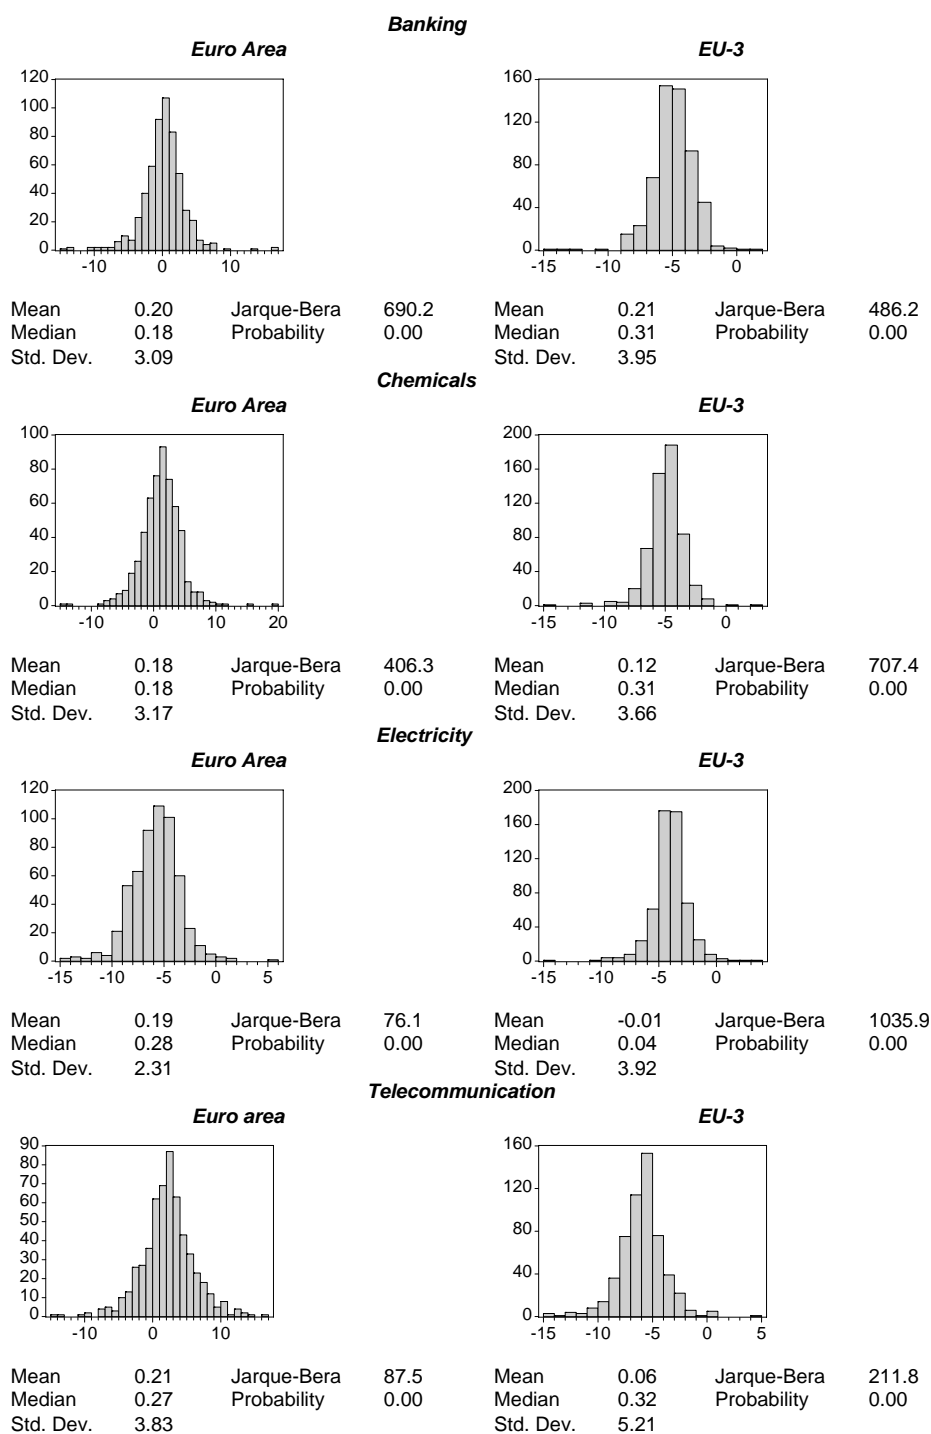 Banking
Euro Area EU-3
120
100
80
60
40
20
0
-10 0 10
160
120
80
40
0
-15 -10 -5 0
Mean 0.20 Jarque-Bera 690.2 Mean 0.21 Jarque-Bera 486.2
Median 0.18 Probability 0.00 Median 0.31 Probability 0.00
Std. Dev. 3.09 Std. Dev. 3.95
Chemicals
Euro Area EU-3
100
80
60
40
20
0
-10 0 10 20
200
160
120
80
40
0
-15 -10 -5 0
Mean 0.18 Jarque-Bera 406.3 Mean 0.12 Jarque-Bera 707.4
Median 0.18 Probability 0.00 Median 0.31 Probability 0.00
Std. Dev. 3.17 Std. Dev. 3.66
Electricity
Euro Area EU-3
120
100
80
60
40
20
0
-15 -10 -5 0 5
200
160
120
80
40
0
-15 -10 -5 0
Mean 0.19 Jarque-Bera 76.1 Mean -0.01 Jarque-Bera 1035.9
Median 0.28 Probability 0.00 Median 0.04 Probability 0.00
Std. Dev. 2.31 Std. Dev. 3.92
Telecommunication
Euro area EU-3
90
80
70
60
50
40
30
20
10
0
-10 0 10
160
120
80
40
0
-15 -10 -5 0 5
Mean 0.21 Jarque-Bera 87.5 Mean 0.06 Jarque-Bera 211.8
Median 0.27 Probability 0.00 Median 0.32 Probability 0.00
Std. Dev. 3.83 Std. Dev. 5.21